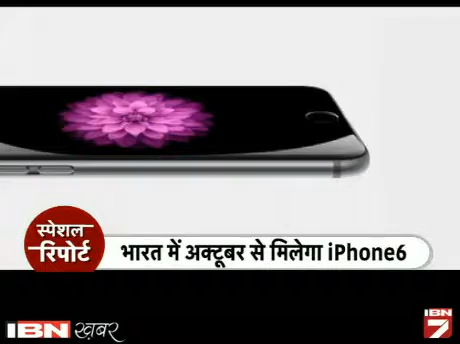 स्पेशल
रिपोर्ट
भारत में अक्टूबर से मिलेगा iPhone6
IBN ख़बर
IBN
7